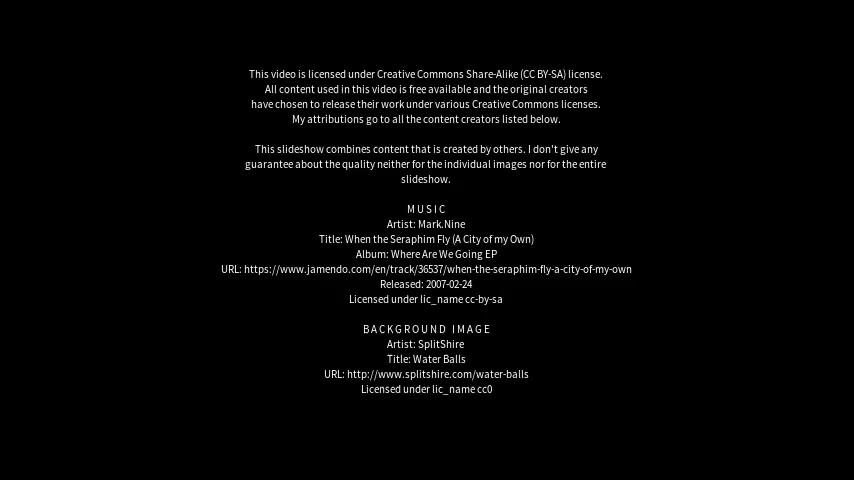 This video is licensed under Creative Commons Share-Alike (CC BY-SA) license.
All content used in this video is free available and the original creators
have chosen to release their work under various Creative Commons licenses.
My attributions go to all the content creators listed below.
This slideshow combines content that is created by others. I don't give any
guarantee about the quality neither for the individual images nor for the entire
slideshow.
M U S I C
Artist: Mark.Nine
Title: When the Seraphim Fly (A City of my Own)
Album: Where Are We Going EP
URL: https://www.jamendo.com/en/track/36537/when-the-seraphim-fly-a-city-of-my-own
Released: 2007-02-24
Licensed under lic_name cc-by-sa
B A C K G R O U N D   I M A G E
Artist: SplitShire
Title: Water Balls
URL: http://www.splitshire.com/water-balls
Licensed under lic_name cc0